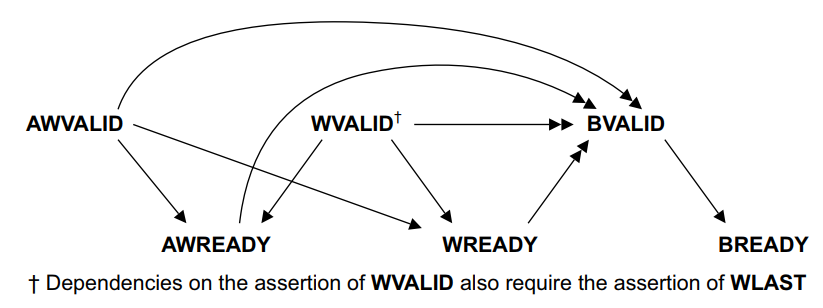 AWVALID WVALID† BVALID
AWREADY WREADY BREADY
† Dependencies on the assertion of WVALID also require the assertion of WLAST